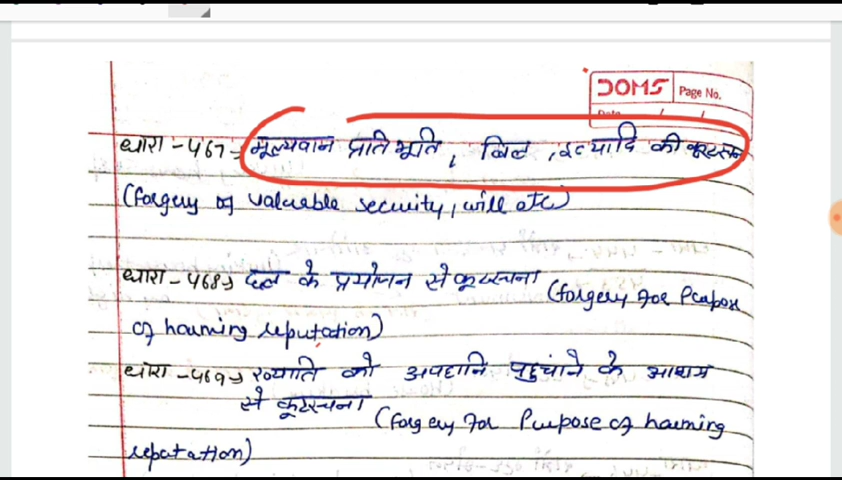 DOMS Page No.
Date / /
धारा -467→ मूल्यवान प्रतिभूति, विल, इत्यादि की कूटरचना
(forgery of valuable security, will etc)
धारा -468→ छल के प्रयोजन से कूटरचना (forgery for Purpose
of harming reputation)
धारा -469→ ख्याति को अपहानि पहुंचाने के आशय
से कूटरचना
(forgery for Purpose of harming
reputation)